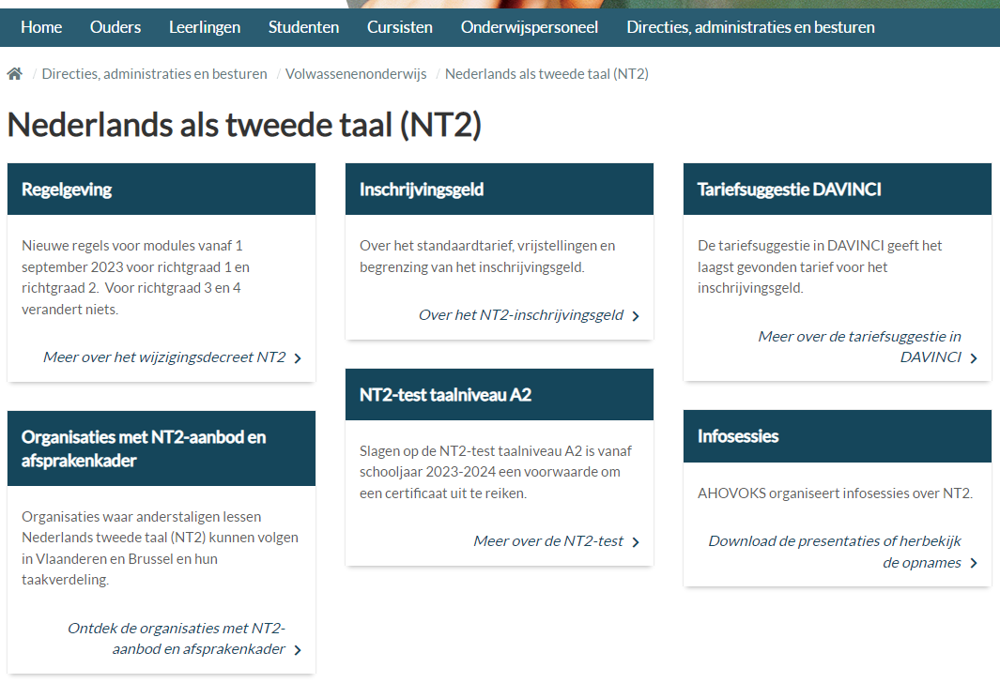 Home Ouders Leerlingen Studenten Cursisten Onderwijspersoneel Directies, administraties en besturen
/ Directies, administraties en besturen / Volwassenenonderwijs / Nederlands als tweede taal (NT2)
Nederlands als tweede taal (NT2)
Regelgeving
Nieuwe regels voor modules vanaf 1
september 2023 voor richtgraad 1 en
richtgraad 2. Voor richtgraad 3 en 4
verandert niets.
Meer over het wijzigingsdecreet NT2
Organisaties met NT2-aanbod en
afsprakenkader
Organisaties waar anderstaligen lessen
Nederlands tweede taal (NT2) kunnen volgen
in Vlaanderen en Brussel en hun
taakverdeling.
Ontdek de organisaties met NT2-
aanbod en afsprakenkader
Inschrijvingsgeld
Over het standaardtarief, vrijstellingen en
begrenzing van het inschrijvingsgeld.
Over het NT2-inschrijvingsgeld
NT2-test taalniveau A2
Slagen op de NT2-test taalniveau A2 is vanaf
schooljaar 2023-2024 een voorwaarde om
een certificaat uit te reiken.
Meer over de NT2-test
Tariefsuggestie DAVINCI
De tariefsuggestie in DAVINCI geeft het
laagst gevonden tarief voor het
inschrijvingsgeld.
Meer over de tariefsuggestie in
DAVINCI
Infosessies
AHOVOKS organiseert infosessies over NT2.
Download de presentaties of herbekijk
de opnames